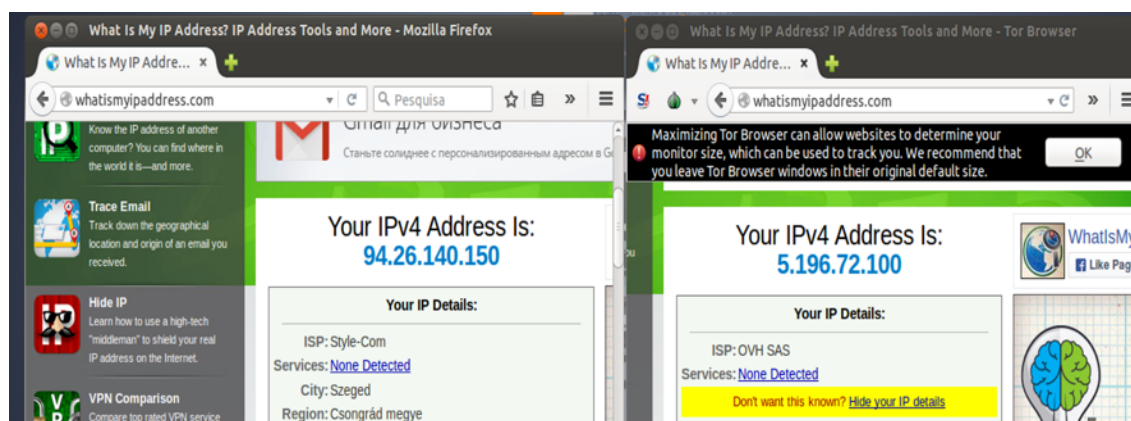 What Is My IP Address? IP Address Tools and More - Mozilla Firefox
What Is My IP Addre...
whatismyipaddress.com
Pesquisa
Know the IP address of another
computer? You can find where in
the world it is—and more.
Trace Email
Track down the geographical
location and origin of an email you
received.
Hide IP
Learn how to use a high-tech
"middleman" to shield your real
IP address on the Internet.
VPN Comparison
Compare top rated VPN service
Gmail для бизнеса
Станьте солиднее с персонализированным адресом в G
Your IPv4 Address Is:
94.26.140.150
Your IP Details:
ISP: Style-Com
Services: None Detected
City: Szeged
Region: Csongrád megye
What Is My IP Address? IP Address Tools and More - Tor Browser
What Is My IP Addre...
whatismyipaddress.com
Maximizing Tor Browser can allow websites to determine your
monitor size, which can be used to track you. We recommend that
you leave Tor Browser windows in their original default size.
OK
Your IPv4 Address Is:
5.196.72.100
WhatIsMy
Like Pag
Your IP Details:
ISP: OVH SAS
Services: None Detected
Don't want this known? Hide your IP details